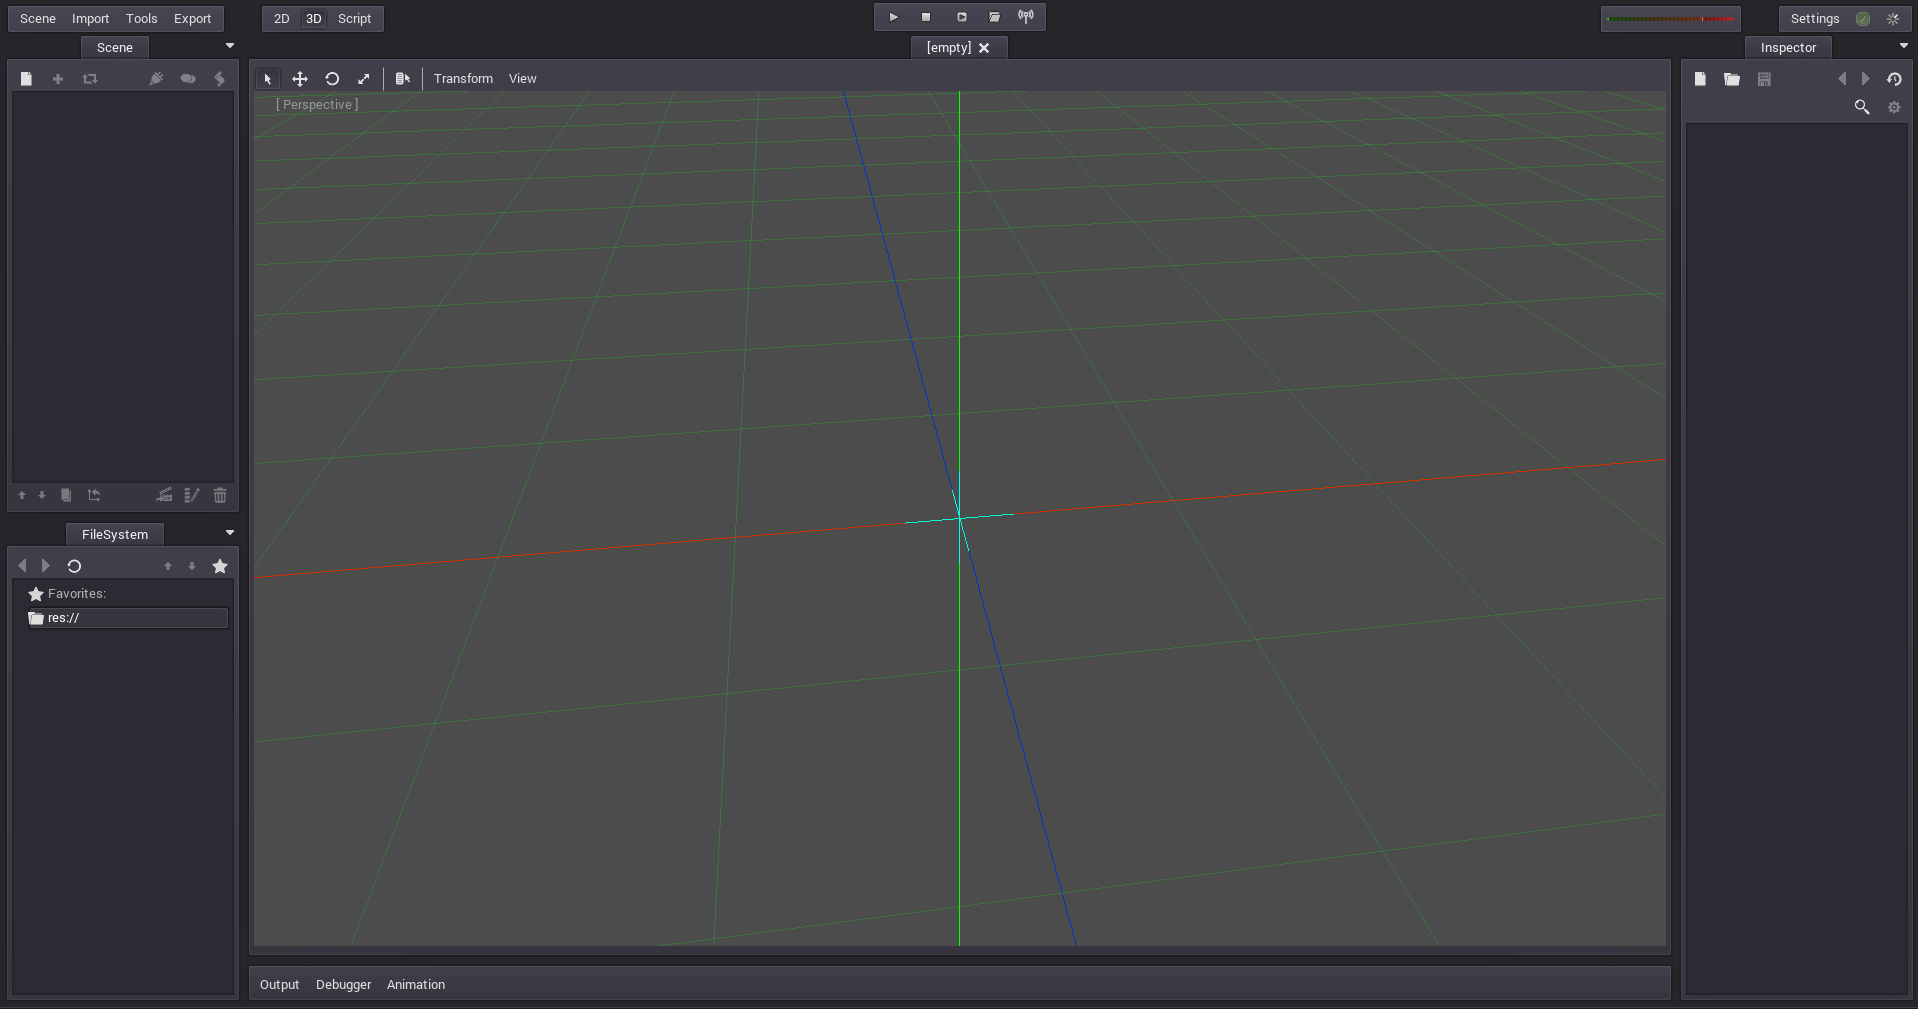 Scene Import Tools Export 2D 3D Script Settings
Scene [empty] Inspector
Transform View
[ Perspective ]
FileSystem
Favorites:
res://
Output Debugger Animation